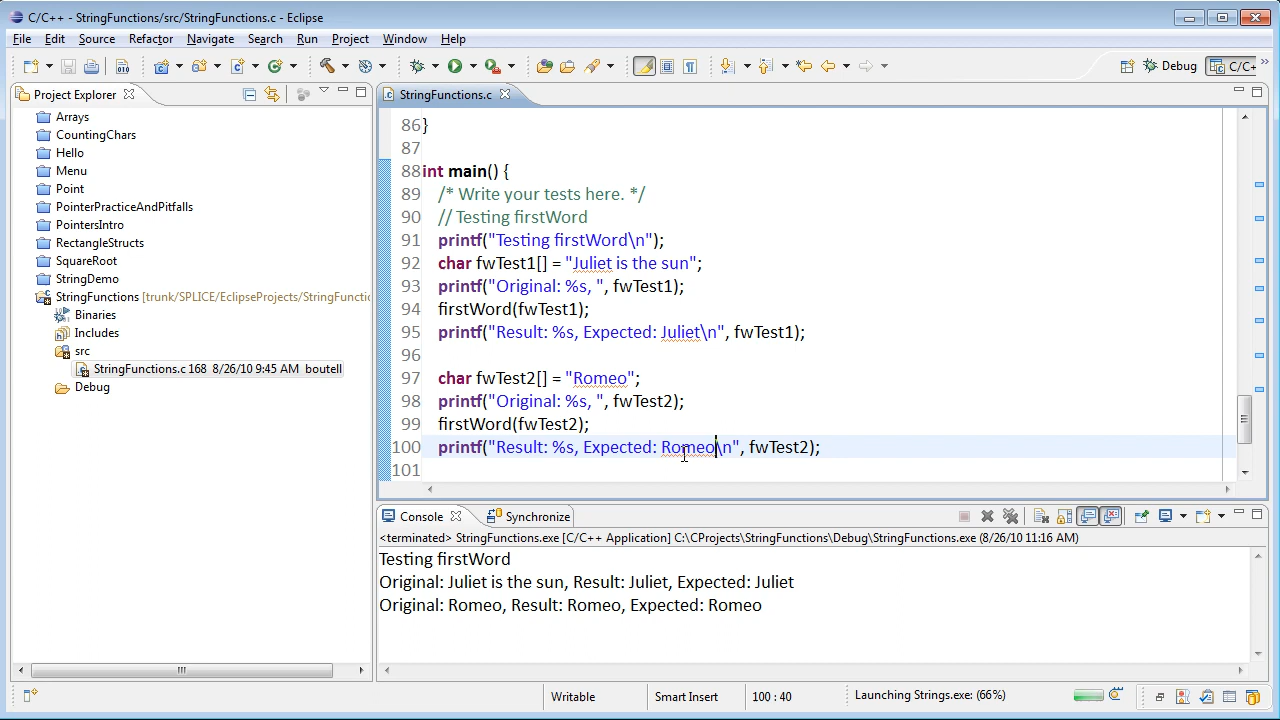 C/C++ - StringFunctions/src/StringFunctions.c - Eclipse
File Edit Source Refactor Navigate Search Run Project Window Help
Debug C/C++
Project Explorer
StringFunctions.c
Arrays
CountingChars
Hello
Menu
Point
PointerPracticeAndPitfalls
PointersIntro
RectangleStructs
SquareRoot
StringDemo
StringFunctions [trunk/SPLICE/EclipseProjects/StringFunctio
Binaries
Includes
src
StringFunctions.c 168 8/26/10 9:45 AM boutell
Debug
86 }
87
88 int main() {
89 /* Write your tests here. */
90 // Testing firstWord
91 printf("Testing firstWord\n");
92 char fwTest1[] = "Juliet is the sun";
93 printf("Original: %s, ", fwTest1);
94 firstWord(fwTest1);
95 printf("Result: %s, Expected: Juliet\n", fwTest1);
96
97 char fwTest2[] = "Romeo";
98 printf("Original: %s, ", fwTest2);
99 firstWord(fwTest2);
100 printf("Result: %s, Expected: Romeo\n", fwTest2);
101
Console Synchronize
<terminated> StringFunctions.exe [C/C++ Application] C:\CProjects\StringFunctions\Debug\StringFunctions.exe (8/26/10 11:16 AM)
Testing firstWord
Original: Juliet is the sun, Result: Juliet, Expected: Juliet
Original: Romeo, Result: Romeo, Expected: Romeo
Writable Smart Insert 100 : 40 Launching Strings.exe: (66%)